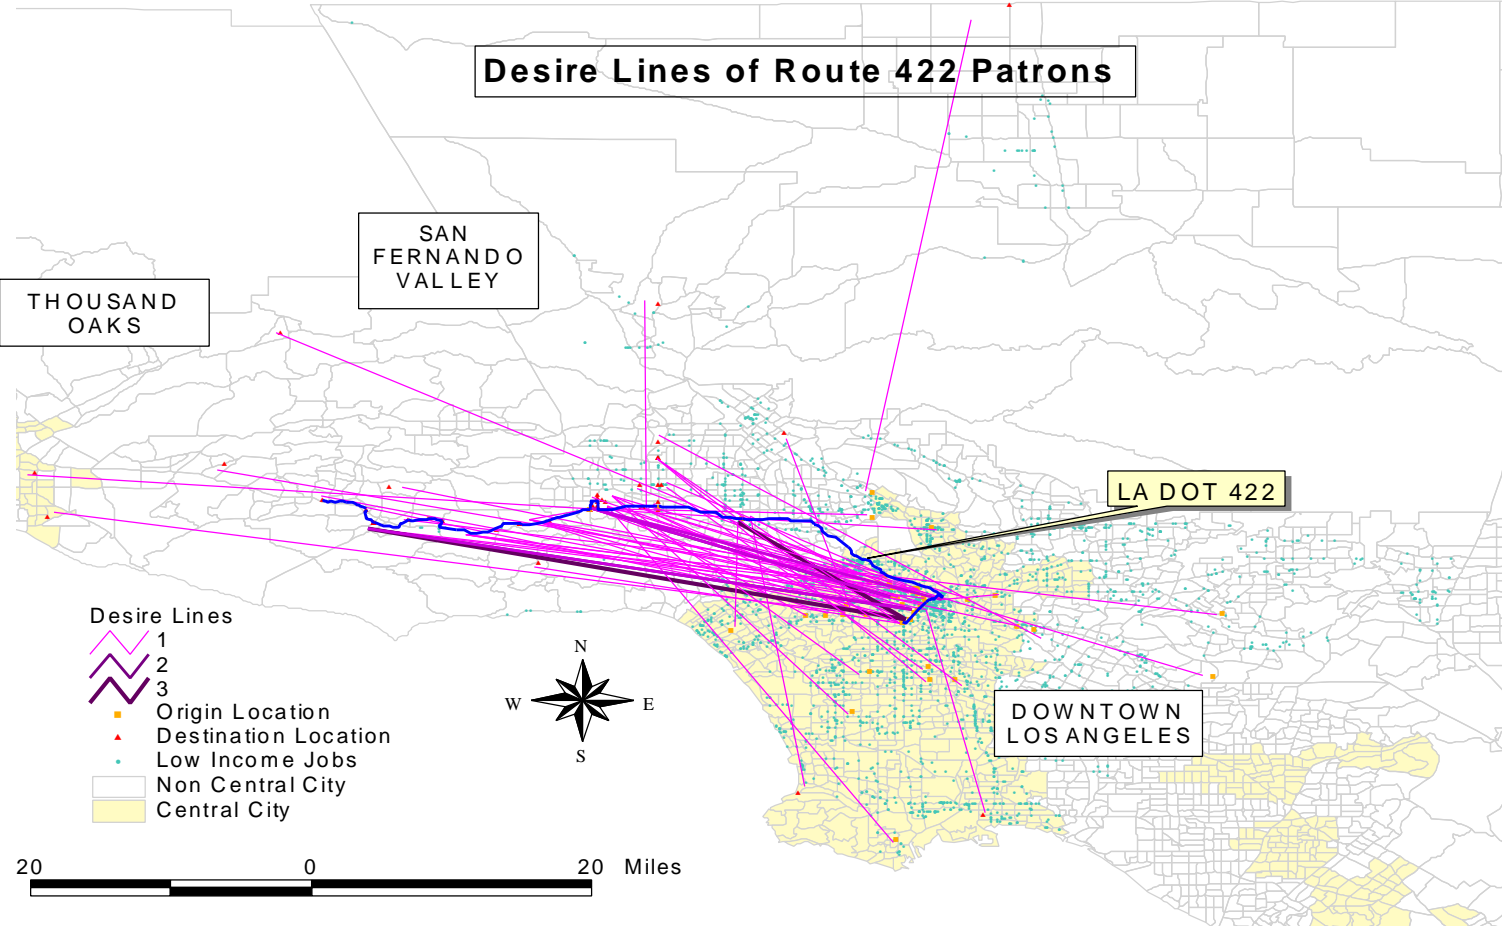 Desire Lines of Route 422 Patrons
SAN
FERNANDO
VALLEY
THOUSAND
OAKS
LA DOT 422
Desire Lines
1
2
3
Origin Location
Destination Location
Low Income Jobs
Non Central City
Central City
N
W E
S
DOWNTOWN
LOS ANGELES
20 0 20 Miles